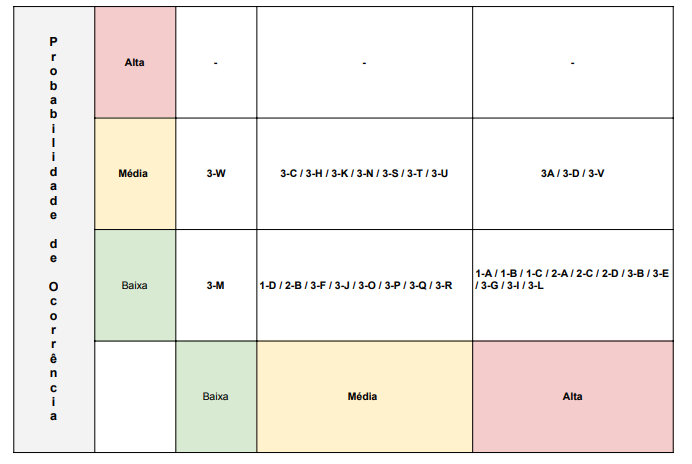 Probabilidade de Ocorrência
Alta
-
-
-
Média
3-W
3-C / 3-H / 3-K / 3-N / 3-S / 3-T / 3-U
3A / 3-D / 3-V
Baixa
3-M
1-D / 2-B / 3-F / 3-J / 3-O / 3-P / 3-Q / 3-R
1-A / 1-B / 1-C / 2-A / 2-C / 2-D / 3-B / 3-E
/ 3-G / 3-I / 3-L
Baixa
Média
Alta